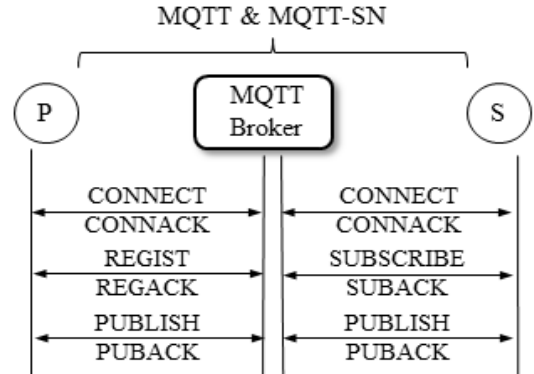 MQTT & MQTT-SN
P
MQTT
Broker
S
CONNECT
CONNACK
REGIST
REGACK
PUBLISH
PUBACK
CONNECT
CONNACK
SUBSCRIBE
SUBACK
PUBLISH
PUBACK